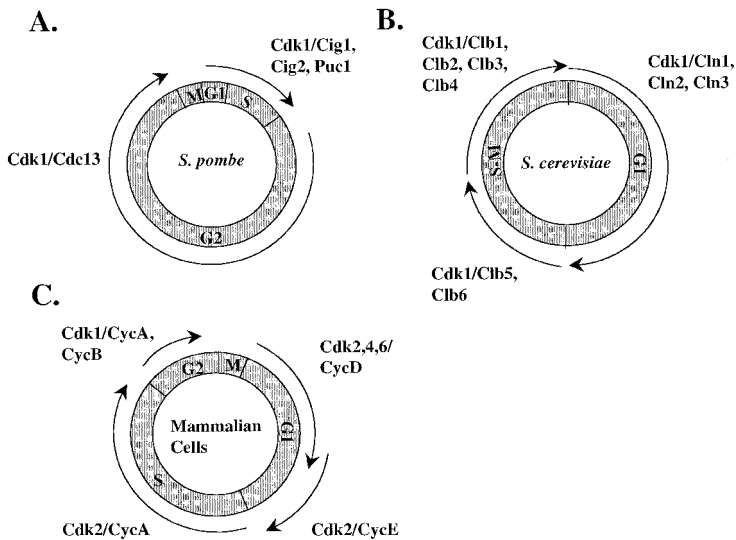 A.
Cdk1/Cig1,
Cig2, Puc1
M G1 S
Cdk1/Cdc13
S. pombe
G2
B.
Cdk1/Clb1,
Clb2, Clb3,
Clb4
Cdk1/Cln1,
Cln2, Cln3
S-M
S. cerevisiae
G1
Cdk1/Clb5,
Clb6
C.
Cdk1/CycA,
CycB
Cdk2,4,6/
CycD
G2 M
Mammalian
Cells
G1
S
Cdk2/CycA
Cdk2/CycE